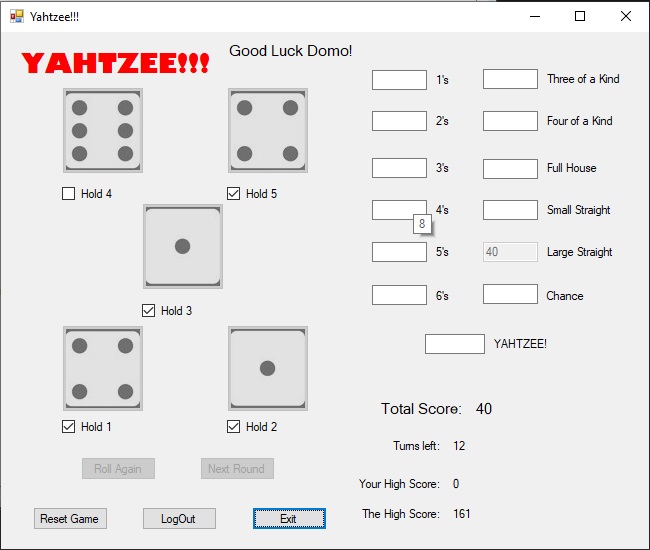 Yahtzee!!!
YAHTZEE!!!
Good Luck Domo!
1's
Three of a Kind
2's
Four of a Kind
Hold 4
Hold 5
3's
Full House
4's
Small Straight
8
5's
40
Large Straight
6's
Chance
Hold 3
YAHTZEE!
Total Score: 40
Hold 1
Hold 2
Turns left: 12
Roll Again
Next Round
Your High Score: 0
Reset Game
LogOut
Exit
The High Score: 161